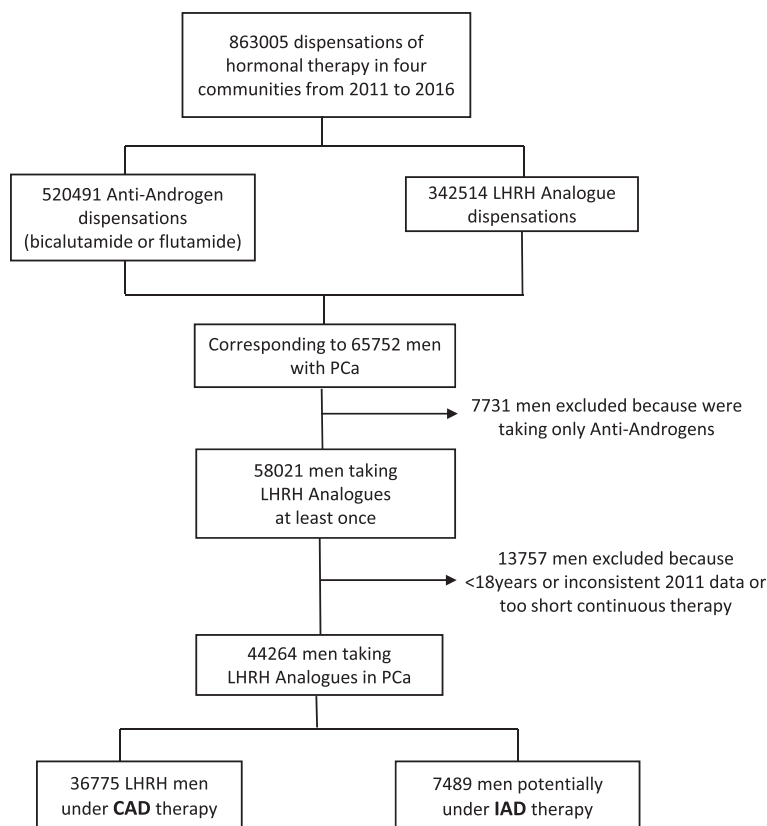 863005 dispensations of
hormonal therapy in four
communities from 2011 to 2016
520491 Anti-Androgen
dispensations
(bicalutamide or flutamide)
342514 LHRH Analogue
dispensations
Corresponding to 65752 men
with PCa
7731 men excluded because were
taking only Anti-Androgens
58021 men taking
LHRH Analogues
at least once
13757 men excluded because
<18years or inconsistent 2011 data or
too short continuous therapy
44264 men taking
LHRH Analogues in PCa
36775 LHRH men
under CAD therapy
7489 men potentially
under IAD therapy